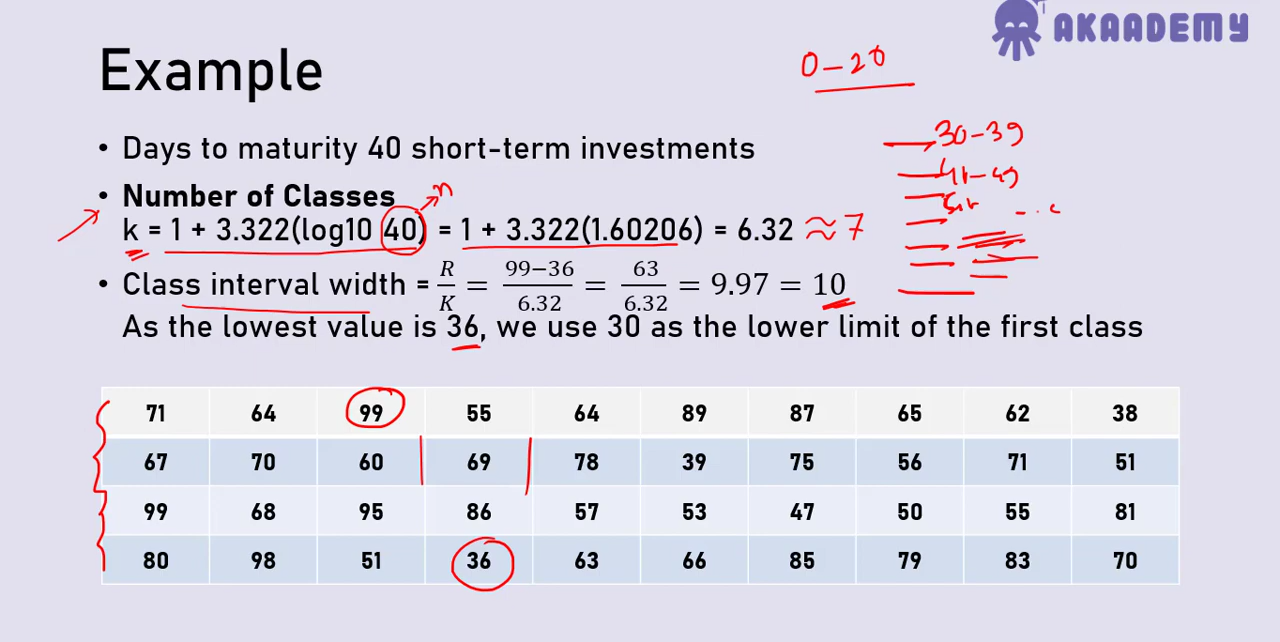 AKAADEMY
Example
0-20
30-39
• Days to maturity 40 short-term investments
41-49
• Number of Classes
n
k = 1 + 3.322(log10 40) = 1 + 3.322(1.60206) = 6.32 ≈ 7
• Class interval width = R/K = 99−36/6.32 = 63/6.32 = 9.97 = 10
As the lowest value is 36, we use 30 as the lower limit of the first class
71 64 99 55 64 89 87 65 62 38
67 70 60 69 78 39 75 56 71 51
99 68 95 86 57 53 47 50 55 81
80 98 51 36 63 66 85 79 83 70